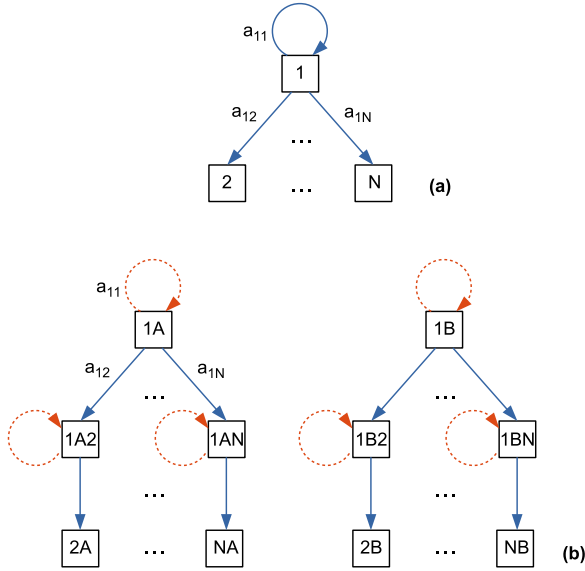 a₁₁
1
a₁₂ a₁N
...
2 ... N (a)
a₁₁
1A 1B
a₁₂ a₁N
... ...
1A2 1AN 1B2 1BN
... ...
2A ... NA 2B ... NB (b)